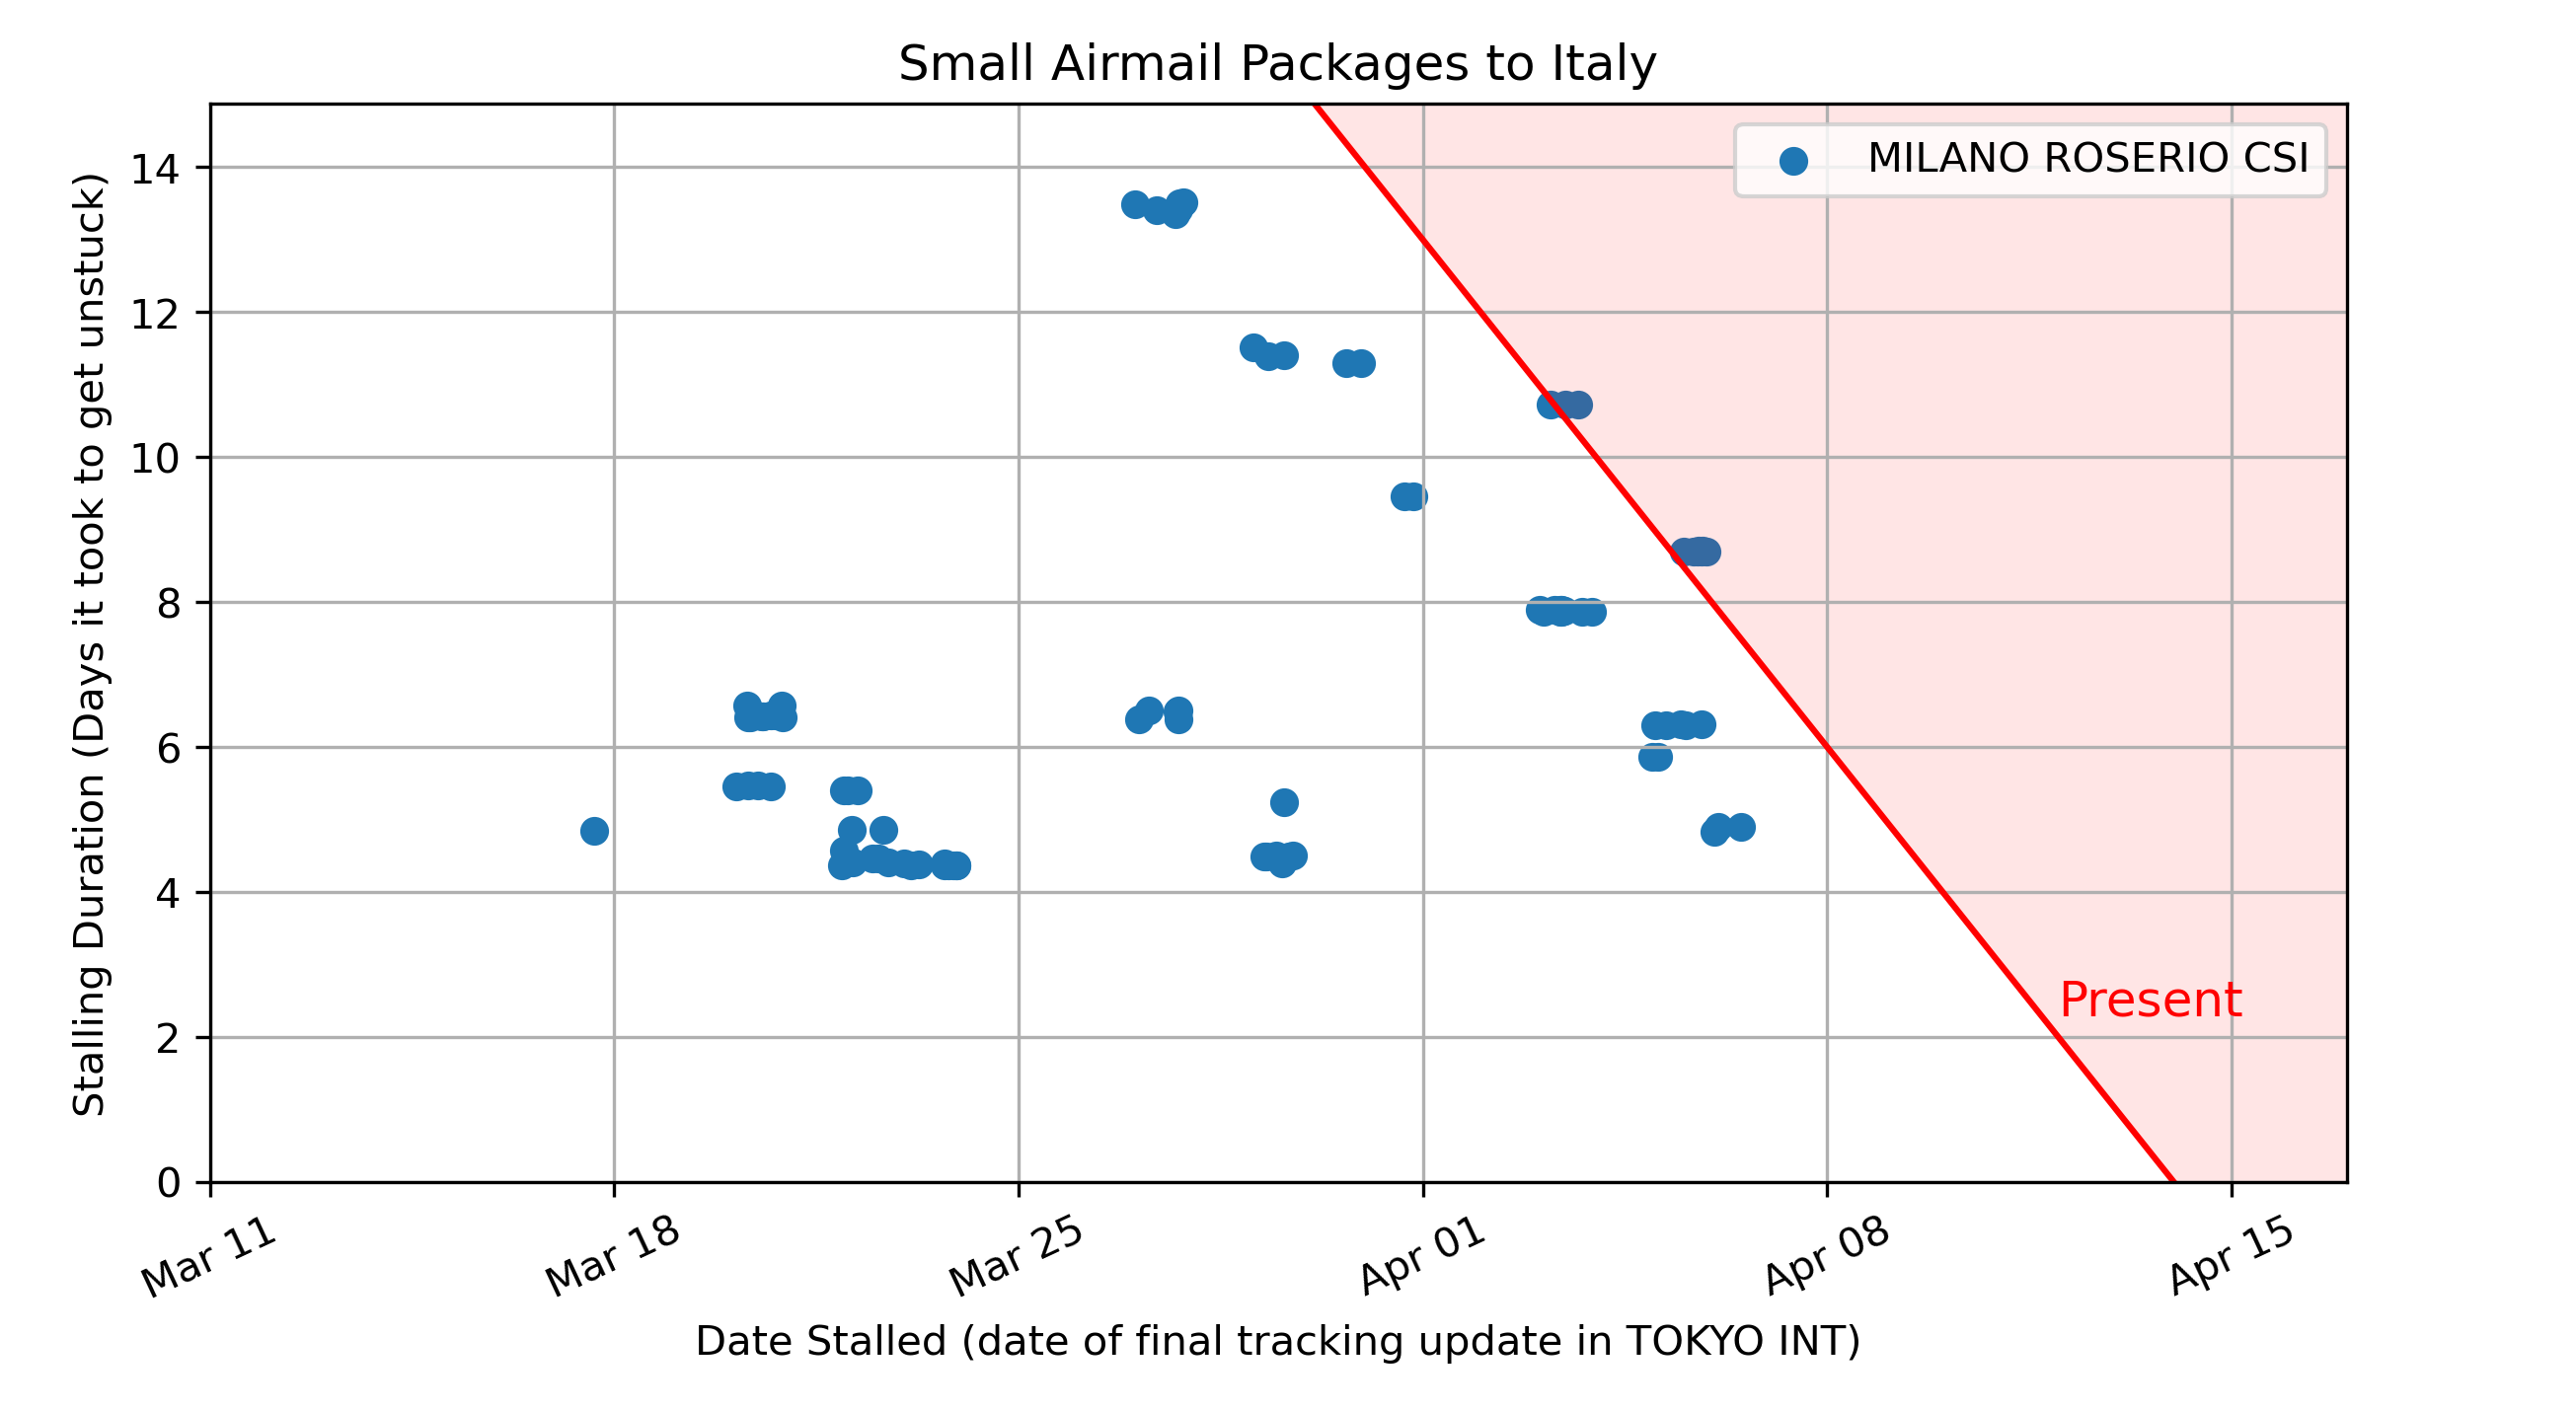 Small Airmail Packages to Italy
MILANO ROSERIO CSI
Stalling Duration (Days it took to get unstuck)
14
12
10
8
6
4
2
0
Present
Mar 11
Mar 18
Mar 25
Apr 01
Apr 08
Apr 15
Date Stalled (date of final tracking update in TOKYO INT)